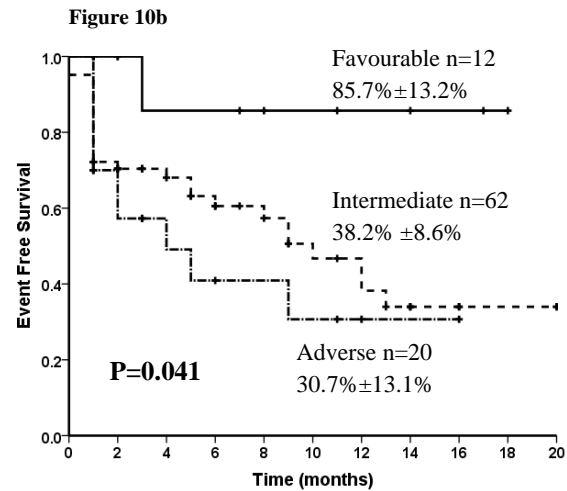 Figure 10b
Favourable n=12
85.7%±13.2%
Intermediate n=62
38.2% ±8.6%
Adverse n=20
30.7%±13.1%
P=0.041
Event Free Survival
1.0
0.8
0.6
0.4
0.2
0.0
0 2 4 6 8 10 12 14 16 18 20
Time (months)